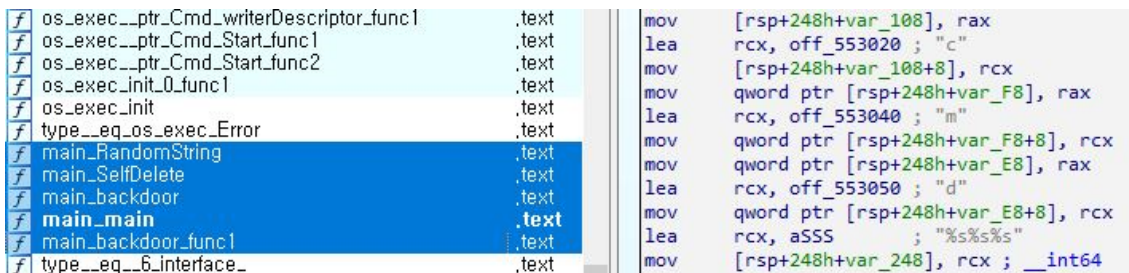 f os_exec__ptr_Cmd_writerDescriptor_func1 .text
f os_exec__ptr_Cmd_Start_func1 .text
f os_exec__ptr_Cmd_Start_func2 .text
f os_exec_init_0_func1 .text
f os_exec_init .text
f type__eq_os_exec_Error .text
f main_RandomString .text
f main_SelfDelete .text
f main_backdoor .text
f main_main .text
f main_backdoor_func1 .text
f type__eq__6_interface_ .text
mov [rsp+248h+var_108], rax
lea rcx, off_553020 ; "c"
mov [rsp+248h+var_108+8], rcx
mov qword ptr [rsp+248h+var_F8], rax
lea rcx, off_553040 ; "m"
mov qword ptr [rsp+248h+var_F8+8], rcx
mov qword ptr [rsp+248h+var_E8], rax
lea rcx, off_553050 ; "d"
mov qword ptr [rsp+248h+var_E8+8], rcx
lea rcx, aSSS ; "%s%s%s"
mov [rsp+248h+var_248], rcx ; __int64